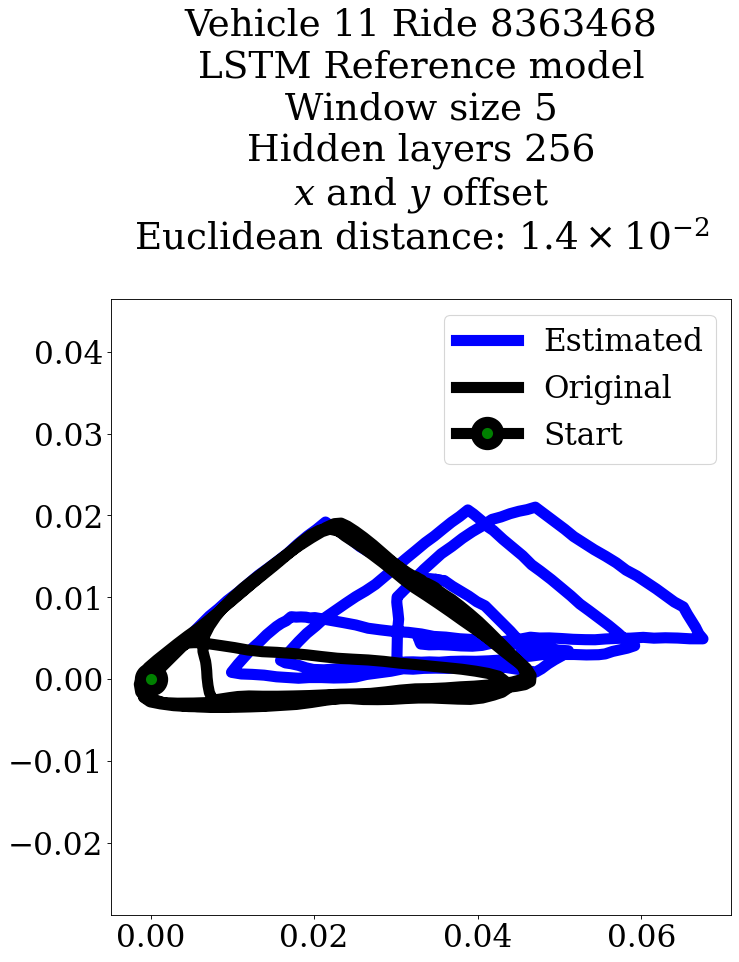 Vehicle 11 Ride 8363468
LSTM Reference model
Window size 5
Hidden layers 256
x and y offset
Euclidean distance: 1.4 × 10⁻²
Estimated
Original
Start
0.04
0.03
0.02
0.01
0.00
−0.01
−0.02
0.00 0.02 0.04 0.06